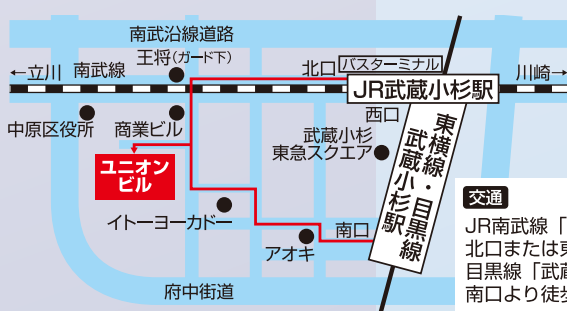 南武沿線道路
王将(ガード下)
北口
バスターミナル
←立川
南武線
JR武蔵小杉駅
川崎→
西口
中原区役所
商業ビル
武蔵小杉
東急スクエア
東横線・目黒線
武蔵小杉駅
ユニオン
ビル
イトーヨーカドー
南口
アオキ
府中街道
交通
JR南武線「
北口または東
目黒線「武蔵
南口より徒歩